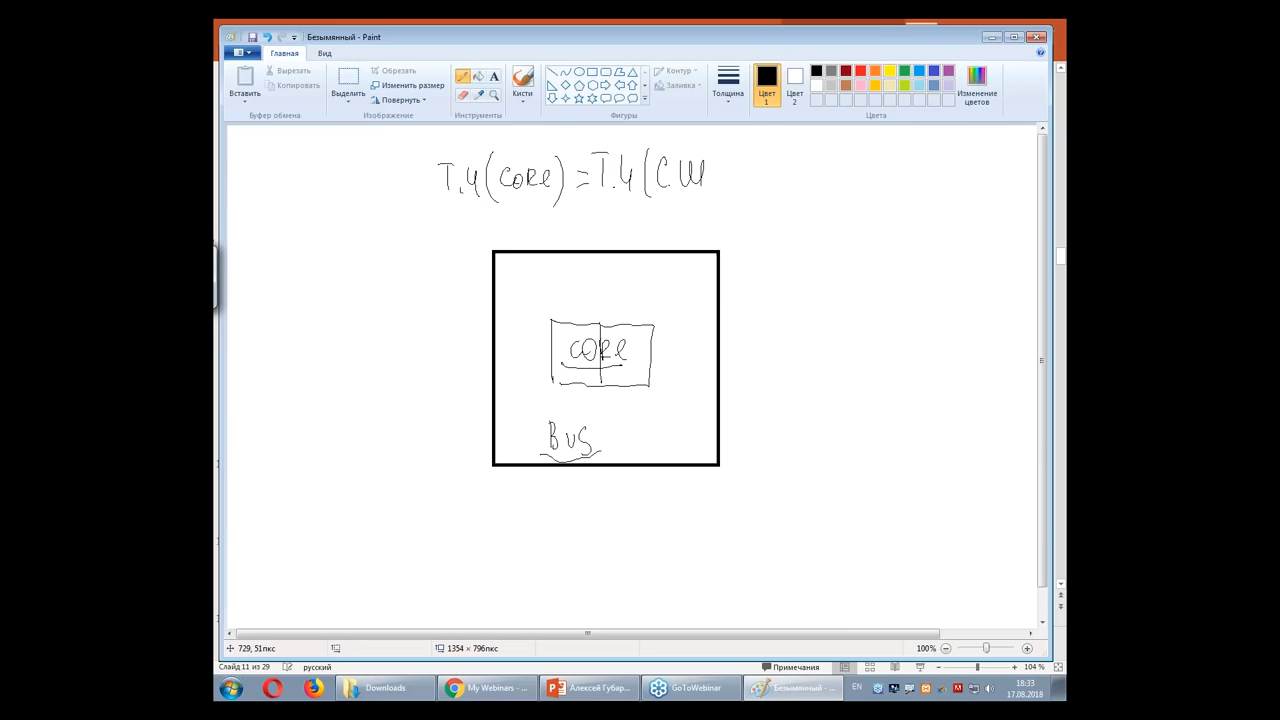 Безымянный - Paint
Главная Вид
Вставить
Вырезать
Копировать
Буфер обмена
Выделить
Обрезать
Изменить размер
Повернуть
Изображение
Инструменты
Кисти
Фигуры
Контур
Заливка
Толщина
Цвет 1
Цвет 2
Изменение цветов
Цвета
Т.Ч(CORe)=Т.Ч(С.Ш
CORe
BUS
729, 51пкс
1354 × 796пкс
100%
Слайд 11 из 29
русский
Примечания
104 %
Downloads
My Webinars - ...
Алексей Губар...
GoToWebinar
Безымянный - ...
EN
18:33
17.08.2018